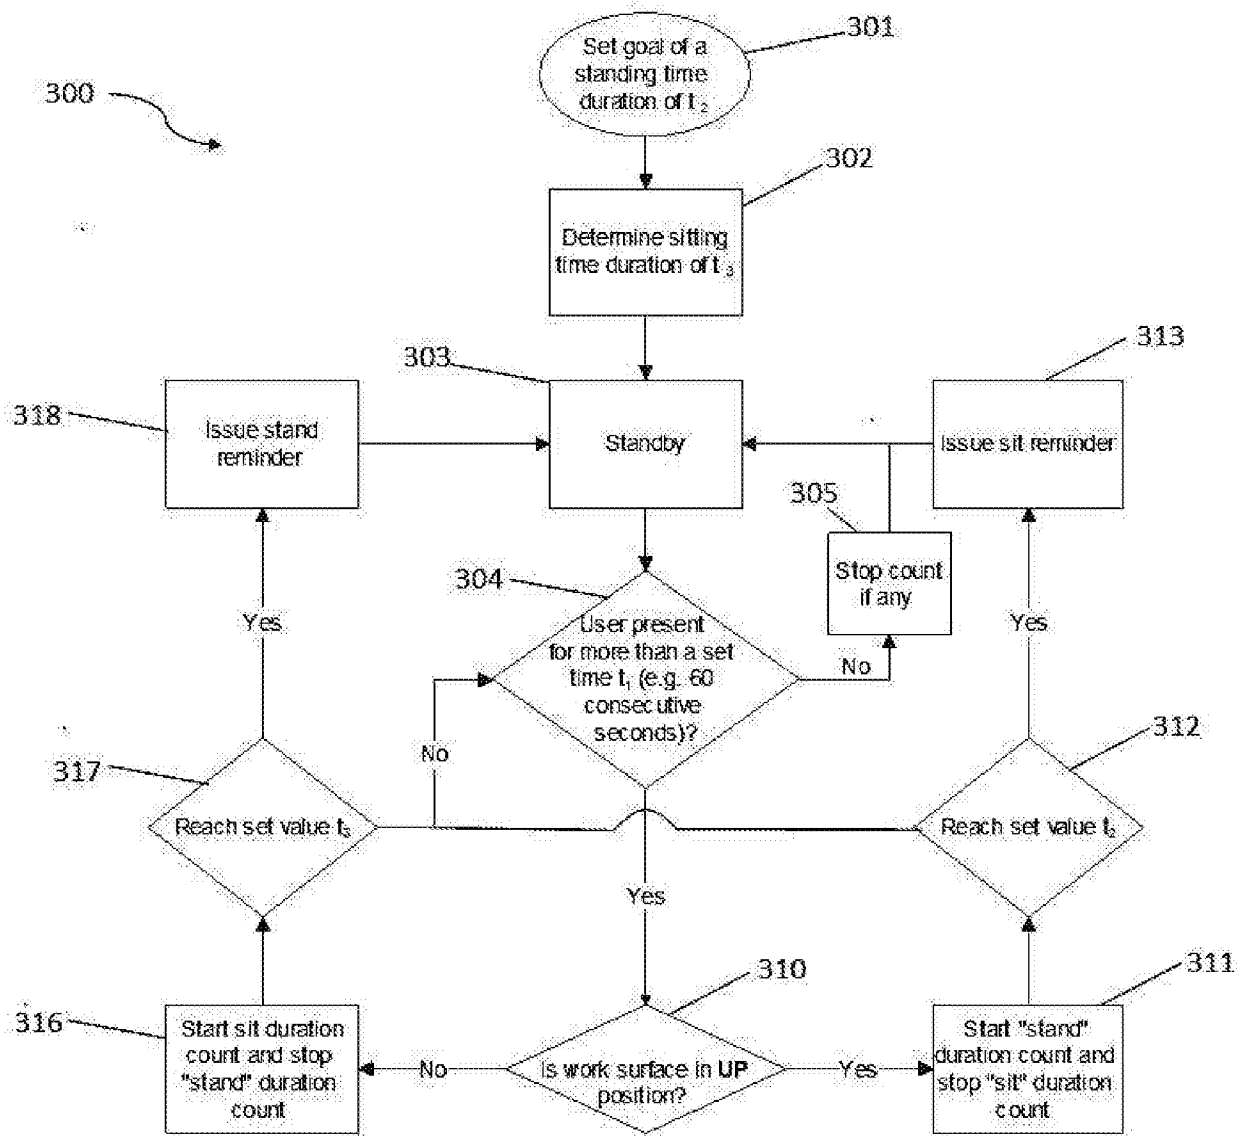 301
Set goal of a
standing time
duration of t2
300
302
Determine sitting
time duration of t3
303
313
318
Issue stand
reminder
Standby
Issue sit reminder
305
Stop count
if any
304
User present
for more than a set
time t1 (e.g. 60
consecutive
seconds)?
No
Yes
Yes
No
317
312
Reach set value t3
Reach set value t2
Yes
310
311
316
Start sit duration
count and stop
"stand" duration
count
No
Is work surface in UP
position?
Yes
Start "stand"
duration count and
stop "sit" duration
count